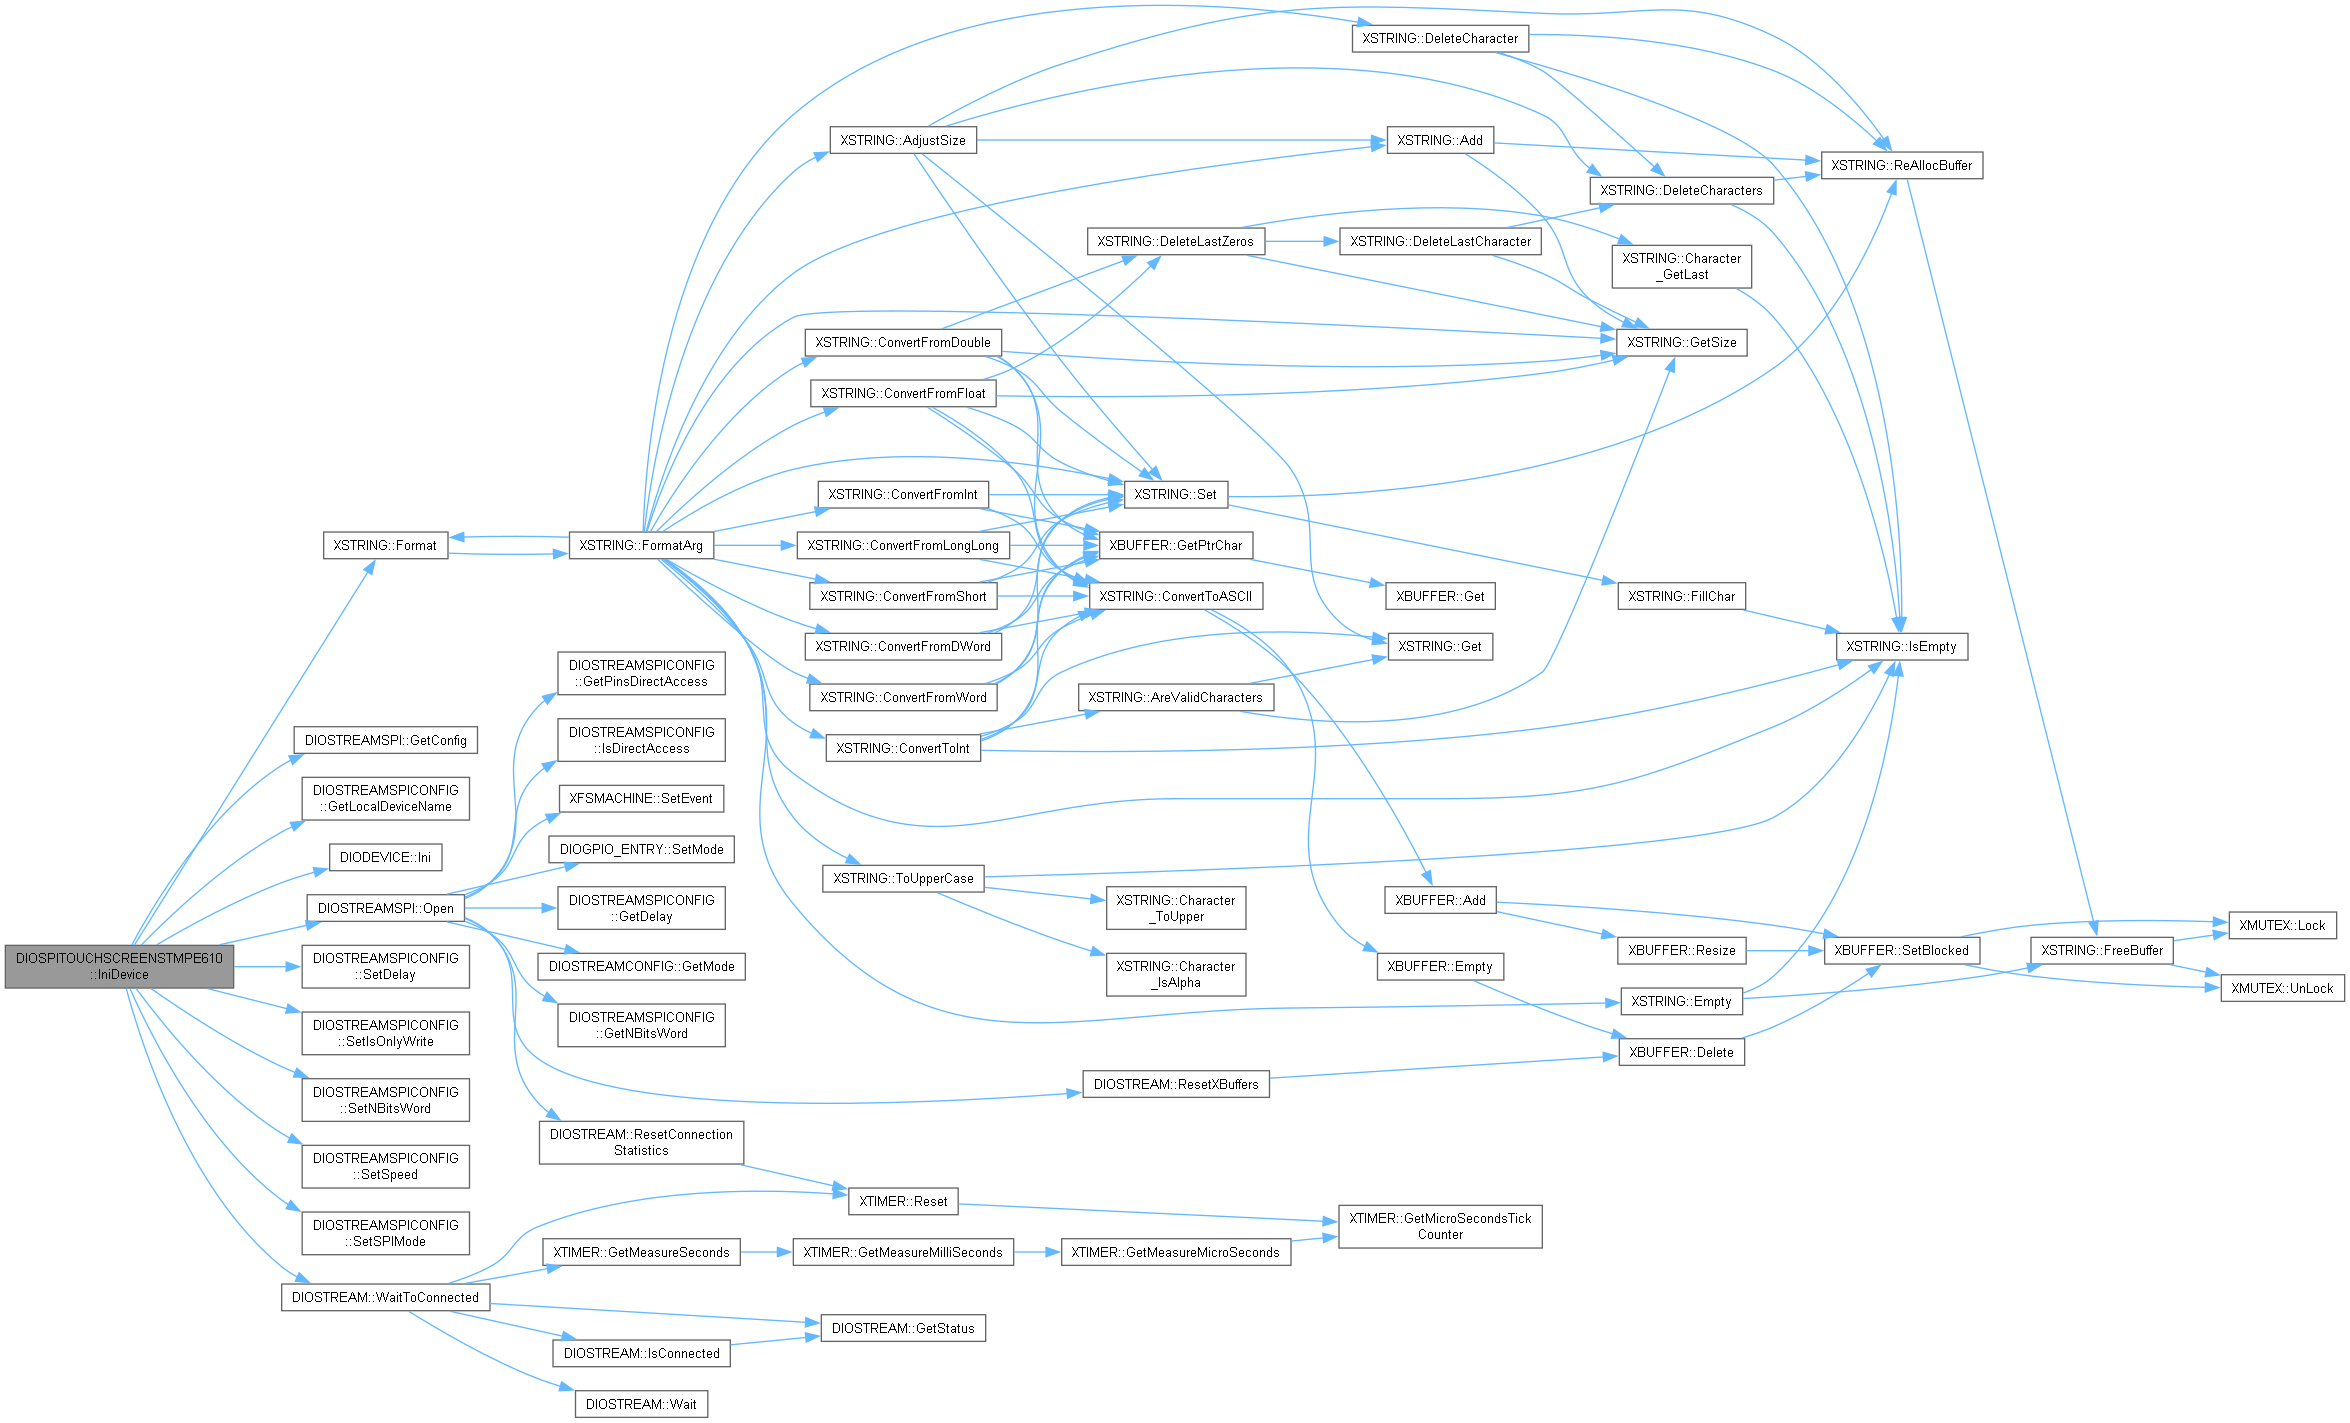 DIOSPITOUCHSCREENSTMPE610
::IniDevice
XSTRING::Format
DIOSTREAMSPI::GetConfig
DIOSTREAMSPICONFIG
::GetLocalDeviceName
DIODEVICE::Ini
DIOSTREAMSPI::Open
DIOSTREAMSPICONFIG
::SetDelay
DIOSTREAMSPICONFIG
::SetIsOnlyWrite
DIOSTREAMSPICONFIG
::SetNBitsWord
DIOSTREAMSPICONFIG
::SetSpeed
DIOSTREAMSPICONFIG
::SetSPIMode
DIOSTREAM::WaitToConnected
XSTRING::FormatArg
DIOSTREAMSPICONFIG
::GetPinsDirectAccess
DIOSTREAMSPICONFIG
::IsDirectAccess
XFSMACHINE::SetEvent
DIOGPIO_ENTRY::SetMode
DIOSTREAMSPICONFIG
::GetDelay
DIOSTREAMCONFIG::GetMode
DIOSTREAMSPICONFIG
::GetNBitsWord
DIOSTREAM::ResetConnection
Statistics
XTIMER::GetMeasureSeconds
DIOSTREAM::IsConnected
DIOSTREAM::Wait
XSTRING::AdjustSize
XSTRING::ConvertFromDouble
XSTRING::ConvertFromFloat
XSTRING::ConvertFromInt
XSTRING::ConvertFromLongLong
XSTRING::ConvertFromShort
XSTRING::ConvertFromDWord
XSTRING::ConvertFromWord
XSTRING::ConvertToInt
XSTRING::ToUpperCase
XTIMER::Reset
XTIMER::GetMeasureMilliSeconds
DIOSTREAM::GetStatus
XSTRING::DeleteLastZeros
XSTRING::Set
XBUFFER::GetPtrChar
XSTRING::ConvertToASCII
XSTRING::AreValidCharacters
XSTRING::Character
_ToUpper
XSTRING::Character
_IsAlpha
DIOSTREAM::ResetXBuffers
XTIMER::GetMeasureMicroSeconds
XSTRING::DeleteCharacter
XSTRING::Add
XSTRING::DeleteLastCharacter
XBUFFER::Get
XSTRING::Get
XBUFFER::Add
XBUFFER::Empty
XTIMER::GetMicroSecondsTick
Counter
XSTRING::DeleteCharacters
XSTRING::Character
_GetLast
XSTRING::GetSize
XSTRING::FillChar
XBUFFER::Resize
XSTRING::Empty
XBUFFER::Delete
XSTRING::ReAllocBuffer
XSTRING::IsEmpty
XBUFFER::SetBlocked
XSTRING::FreeBuffer
XMUTEX::Lock
XMUTEX::UnLock